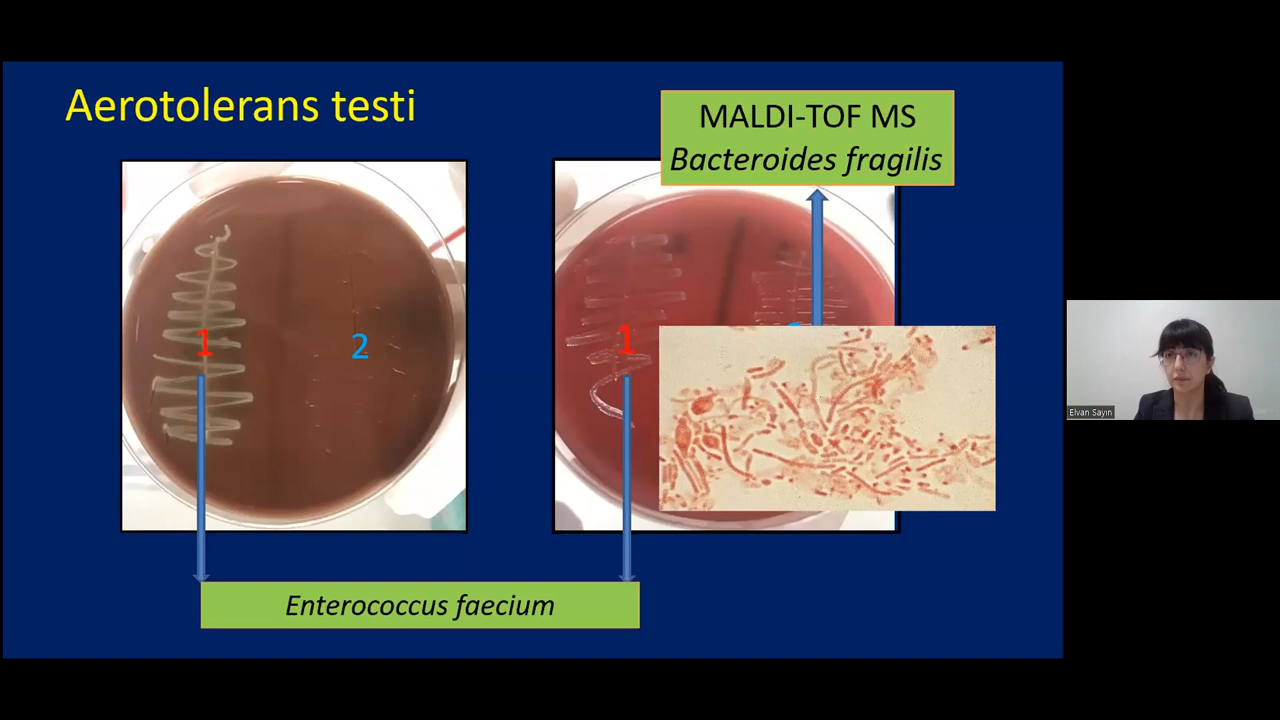 Aerotolerans testi
MALDI-TOF MS
Bacteroides fragilis
1
2
1
Enterococcus faecium
Elvan Sayın